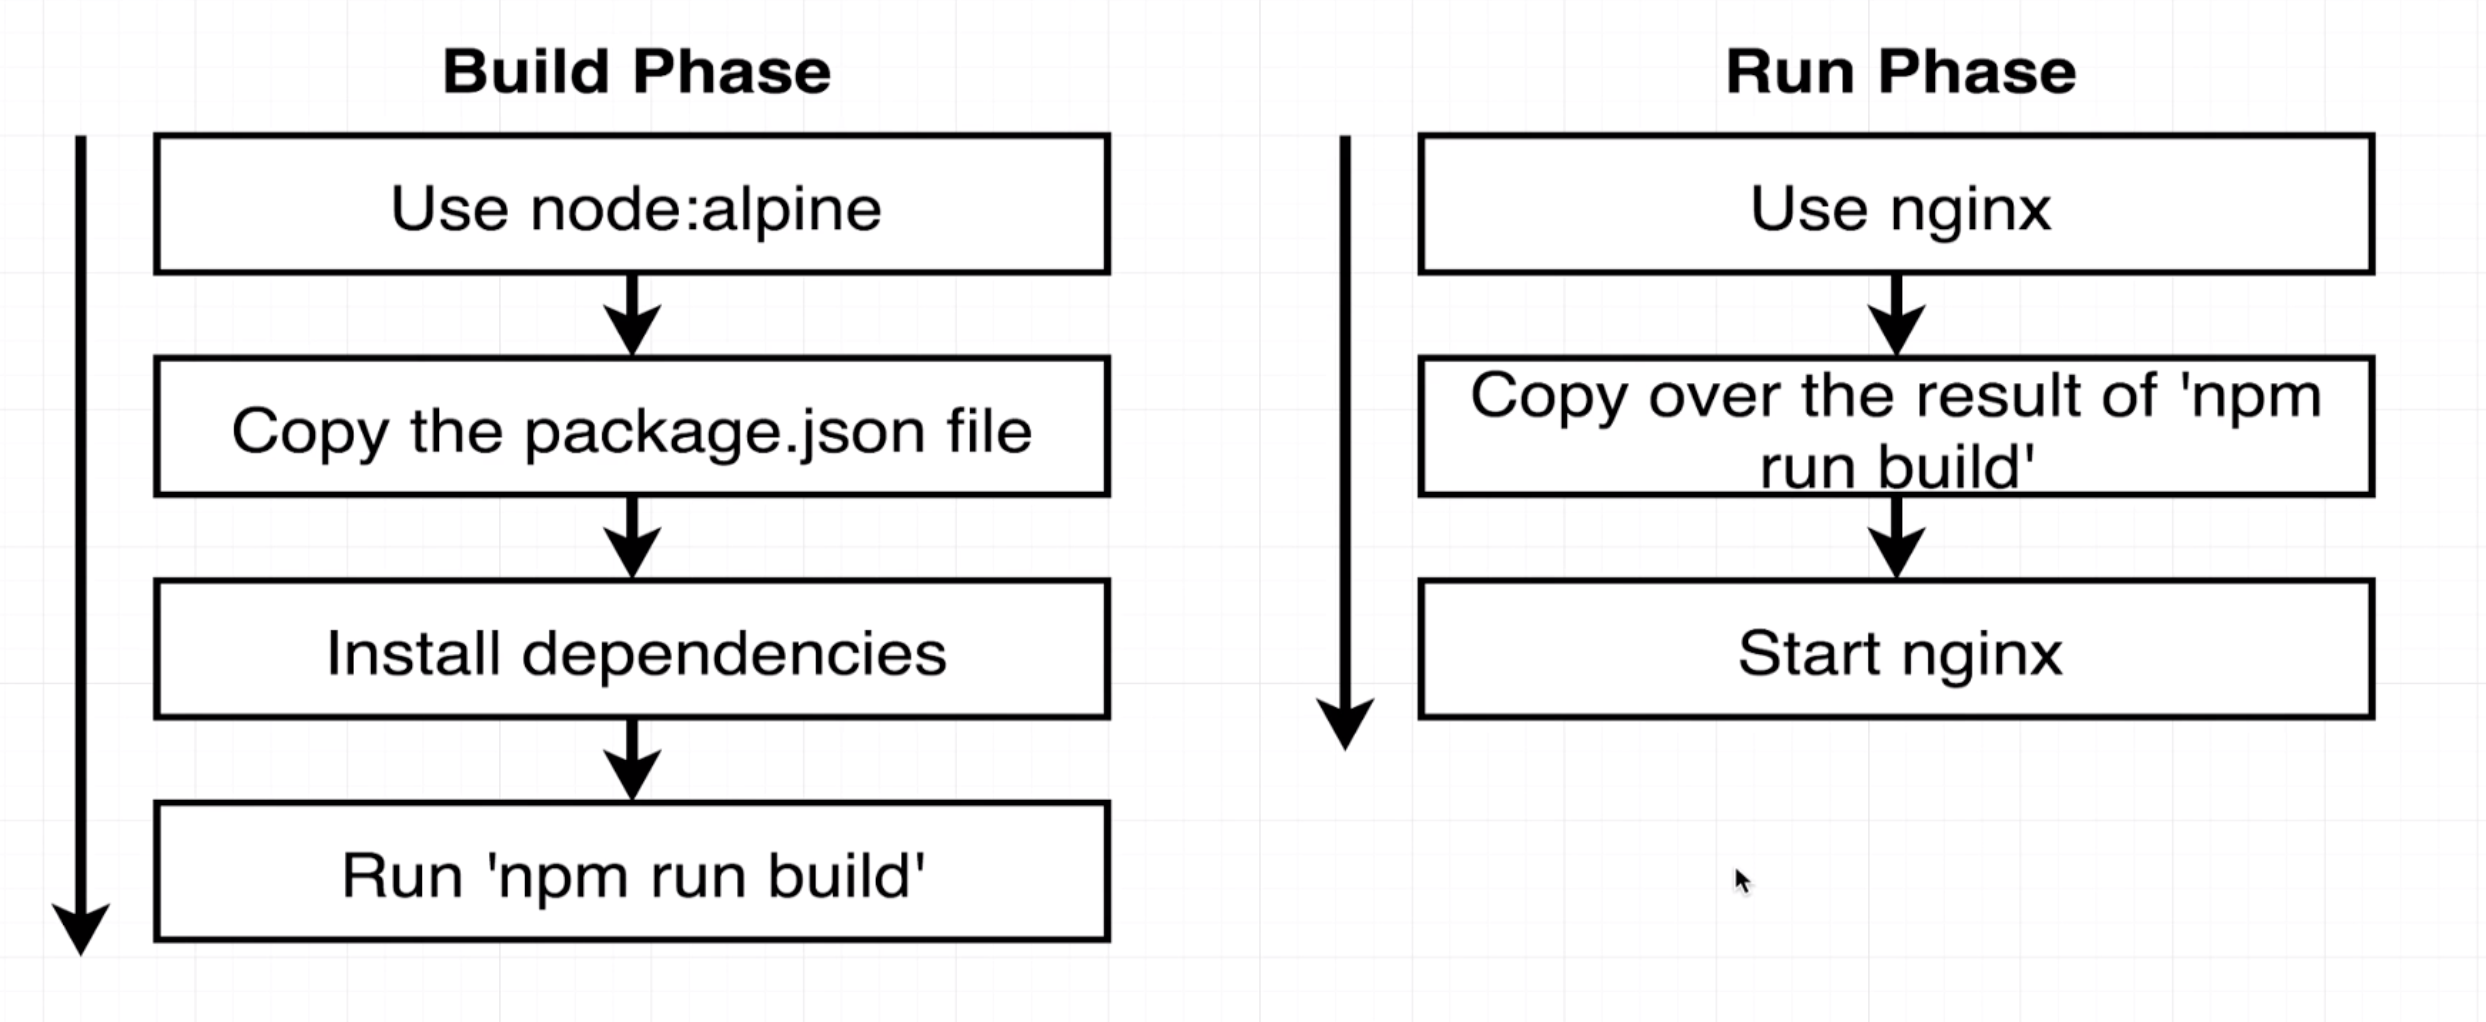 Build Phase
Use node:alpine
Copy the package.json file
Install dependencies
Run 'npm run build'
Run Phase
Use nginx
Copy over the result of 'npm
run build'
Start nginx